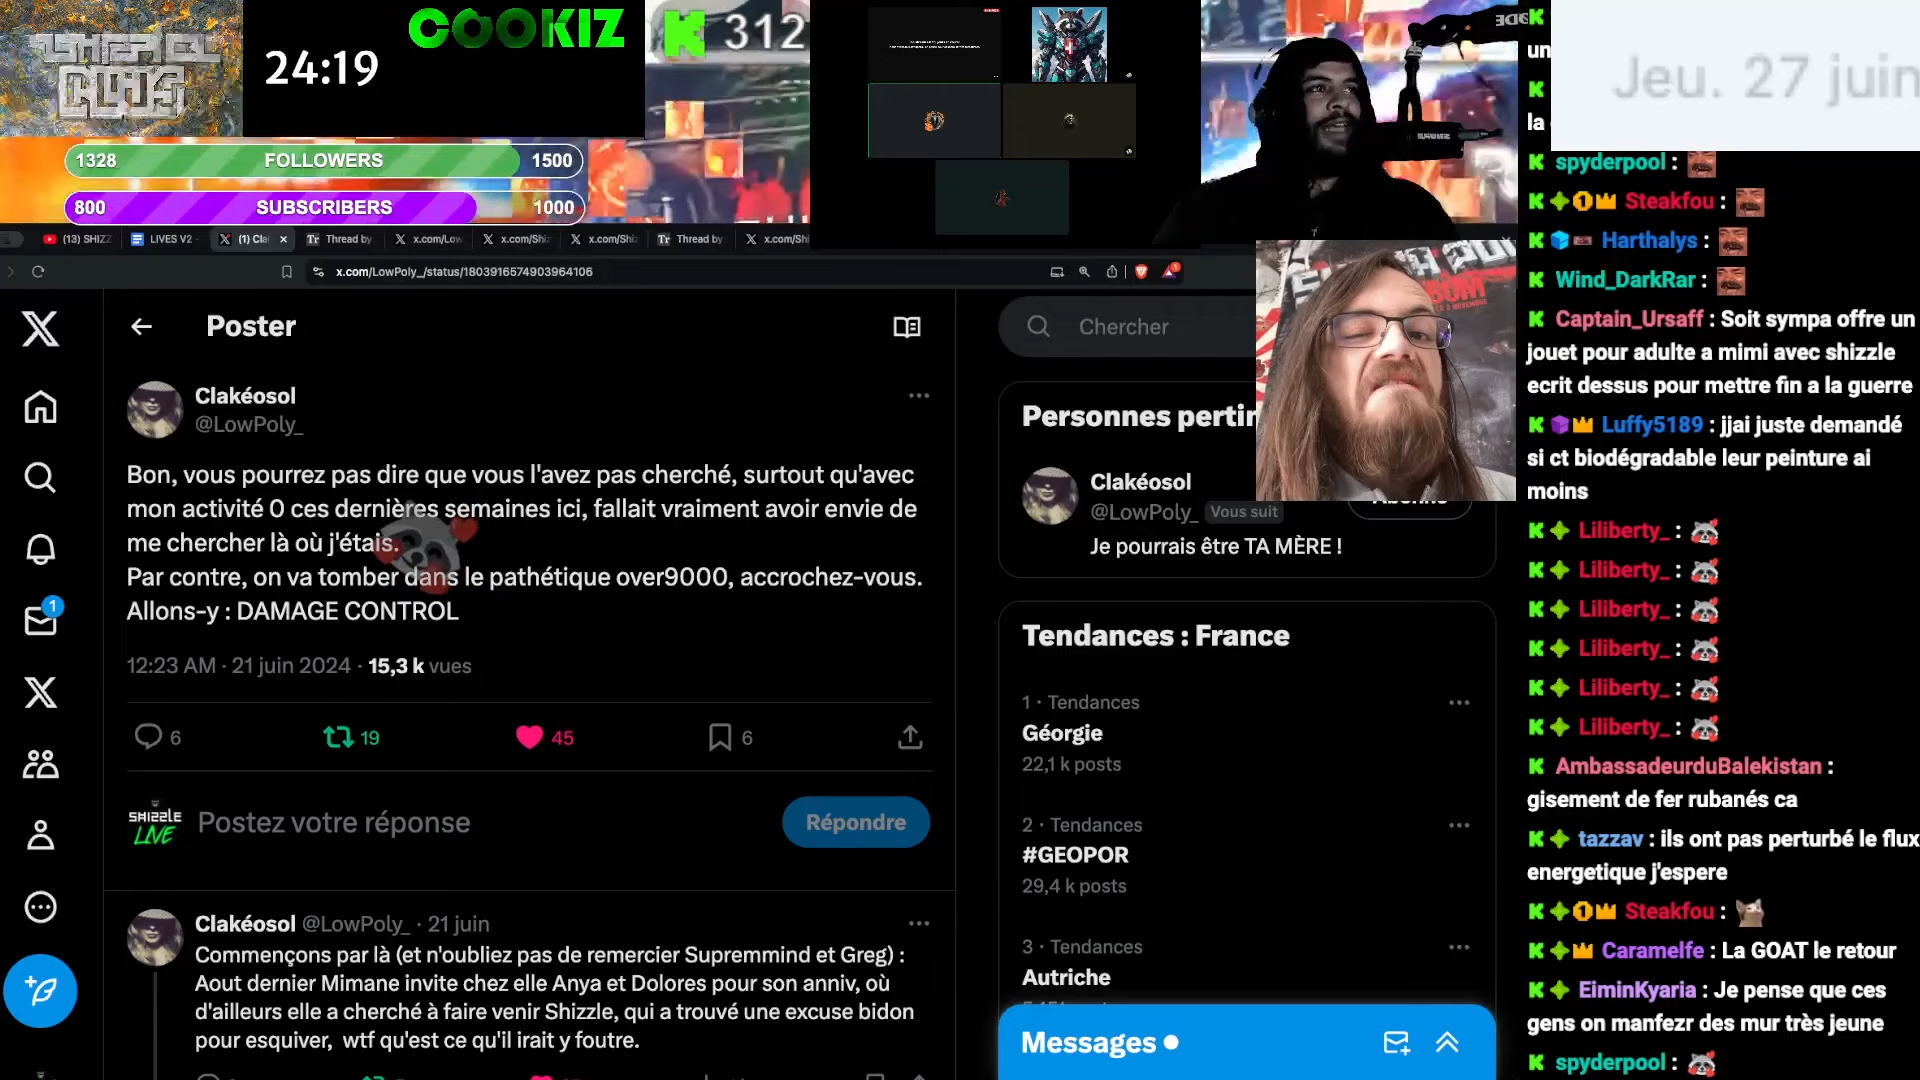 COOKIZ
24:19
312
Jeu. 27 juin
1328 FOLLOWERS 1500
800 SUBSCRIBERS 1000
(13) SHIZZ
LIVES V2
(1) Cla
Thread by
x.com/Low
x.com/Shiz
x.com/Shiz
Thread by
x.com/Shi
x.com/LowPoly_/status/1803916574903964106
Poster
Chercher
Clakéosol
@LowPoly_
Bon, vous pourrez pas dire que vous l'avez pas cherché, surtout qu'avec
mon activité 0 ces dernières semaines ici, fallait vraiment avoir envie de
me chercher là où j'étais.
Par contre, on va tomber dans le pathétique over9000, accrochez-vous.
Allons-y : DAMAGE CONTROL
12:23 AM · 21 juin 2024 · 15,3 k vues
6 19 45 6
SHIZZLE
LIVE
Postez votre réponse
Répondre
Clakéosol @LowPoly_ · 21 juin
Commençons par là (et n'oubliez pas de remercier Supremmind et Greg) :
Aout dernier Mimane invite chez elle Anya et Dolores pour son anniv, où
d'ailleurs elle a cherché à faire venir Shizzle, qui a trouvé une excuse bidon
pour esquiver, wtf qu'est ce qu'il irait y foutre.
1
Personnes pertin
Clakéosol
@LowPoly_ Vous suit
Je pourrais être TA MÈRE !
Tendances : France
1 · Tendances
Géorgie
22,1 k posts
2 · Tendances
#GEOPOR
29,4 k posts
3 · Tendances
Autriche
Messages
un
la
spyderpool :
Steakfou :
Harthalys :
Wind_DarkRar :
Captain_Ursaff : Soit sympa offre un
jouet pour adulte a mimi avec shizzle
ecrit dessus pour mettre fin a la guerre
Luffy5189 : jjai juste demandé
si ct biodégradable leur peinture ai
moins
Liliberty_ :
Liliberty_ :
Liliberty_ :
Liliberty_ :
Liliberty_ :
Liliberty_ :
AmbassadeurduBalekistan :
gisement de fer rubanés ca
tazzav : ils ont pas perturbé le flux
energetique j'espere
Steakfou :
Caramelfe : La GOAT le retour
EiminKyaria : Je pense que ces
gens on manfezr des mur très jeune
spyderpool :